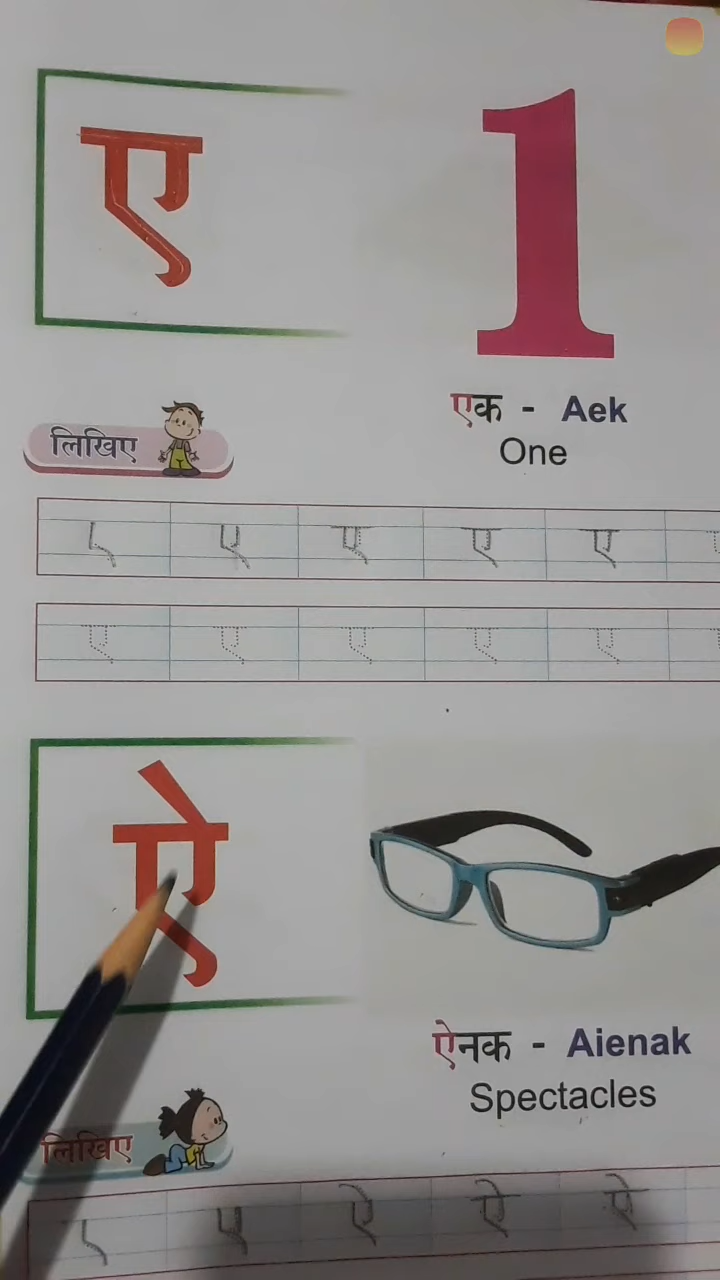 ए
1
एक - Aek
One
लिखिए
ए ए ए ए
ए ए ए ए ए
ऐ
ऐनक - Aienak
Spectacles
लिखिए
ए ऐ ऐ ऐ